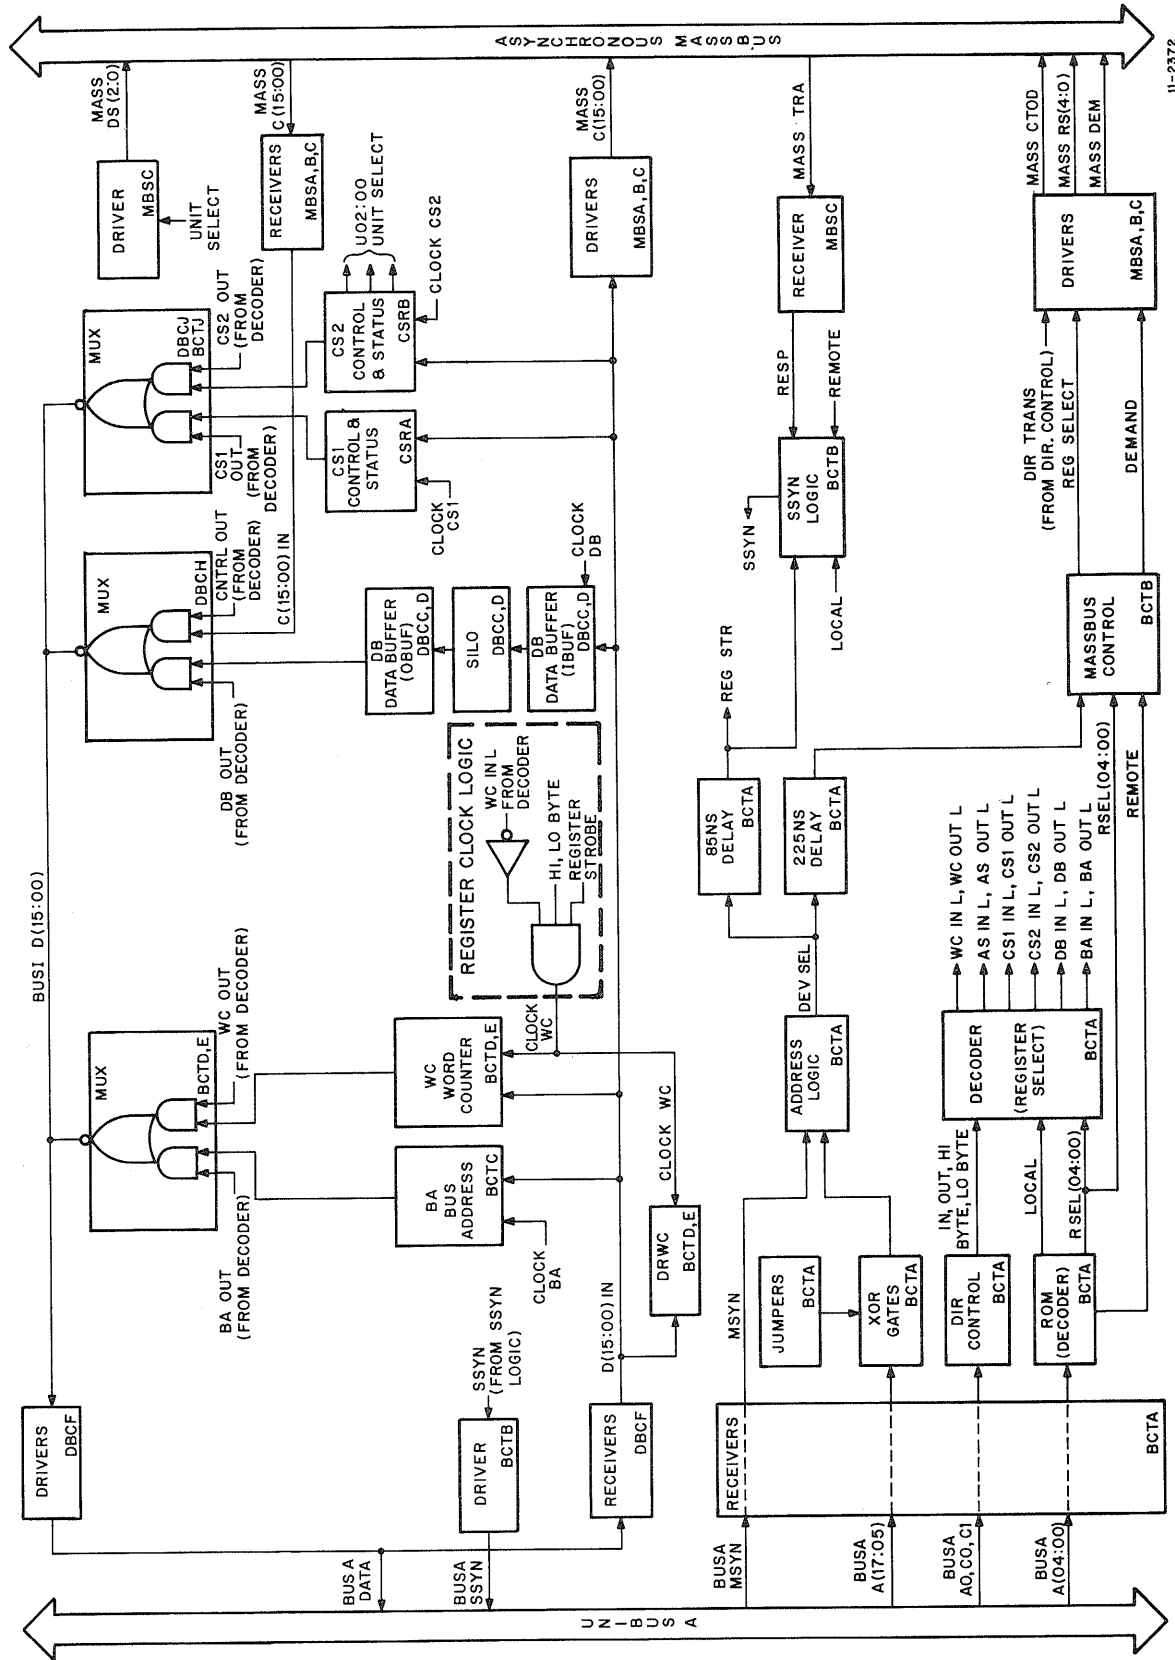 UNIBUS A
ASYNCHRONOUS MASSBUS
BUS A
DATA
BUSA
SSYN
BUSA
MSYN
BUSA
A(17:05)
BUSA
A0,C0,C1
BUSA
A(04:00)
DRIVERS
DBCF
DRIVER
BCTB
SSYN
(FROM SSYN
LOGIC)
RECEIVERS
DBCF
D(15:00)IN
RECEIVERS
BCTA
BUSI D(15:00)
MUX
BCTD,E
BA OUT
(FROM DECODER)
WC OUT
(FROM DECODER)
BA
BUS
ADDRESS
BCTC
CLOCK
BA
WC
WORD
COUNTER
BCTD,E
CLOCK
WC
DRWC
BCTD,E
CLOCK WC
REGISTER CLOCK LOGIC
WC IN L
FROM
DECODER
HI, LO BYTE
REGISTER
STROBE
MUX
DBCH
DB OUT
(FROM DECODER)
CNTRL OUT
(FROM
DECODER)
C(15:00)IN
DB
DATA BUFFER
(OBUF)
DBCC,D
SILO
DBCC,D
DB
DATA BUFFER
(IBUF)
DBCC,D
CLOCK
DB
MUX
DBCJ
BCTJ
CS1
OUT
(FROM
DECODER)
CS2 OUT
(FROM
DECODER)
CS1
CONTROL &
STATUS
CSRA
CLOCK
CS1
CS2
CONTROL
& STATUS
CSRB
CLOCK CS2
U02:00
UNIT SELECT
DRIVER
MBSC
UNIT
SELECT
MASS
DS(2:0)
RECEIVERS
MBSA,B,C
MASS
C(15:00)
DRIVERS
MBSA,B,C
MASS
C(15:00)
MSYN
JUMPERS
BCTA
XOR
GATES
BCTA
ADDRESS
LOGIC
BCTA
DEV SEL
85NS
DELAY
BCTA
225NS
DELAY
BCTA
REG STR
SSYN
SSYN
LOGIC
BCTB
LOCAL
REMOTE
RESP
RECEIVER
MBSC
MASS TRA
DIR
CONTROL
BCTA
IN, OUT, HI
BYTE, LO BYTE
ROM
(DECODER)
BCTA
LOCAL
RSEL(04:00)
DECODER
(REGISTER
SELECT)
BCTA
WC IN L, WC OUT L
AS IN L, AS OUT L
CS1 IN L, CS1 OUT L
CS2 IN L, CS2 OUT L
DB IN L, DB OUT L
BA IN L, BA OUT L
RSEL(04:00)
REMOTE
MASSBUS
CONTROL
BCTB
DIR TRANS
(FROM DIR. CONTROL)
REG SELECT
DEMAND
DRIVERS
MBSA,B,C
MASS CTOD
MASS RS(4:0)
MASS DEM
11-2372